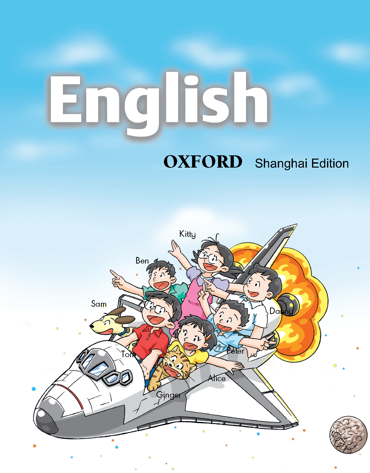 English
OXFORD Shanghai Edition
Kitty
Ben
Sam
Danny
Tom
Peter
Alice
Ginger